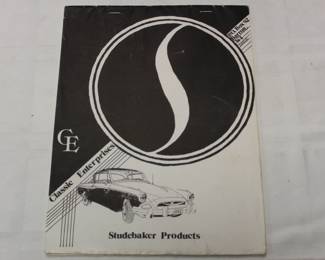 S
CE
Classic Enterprises
Studebaker Products